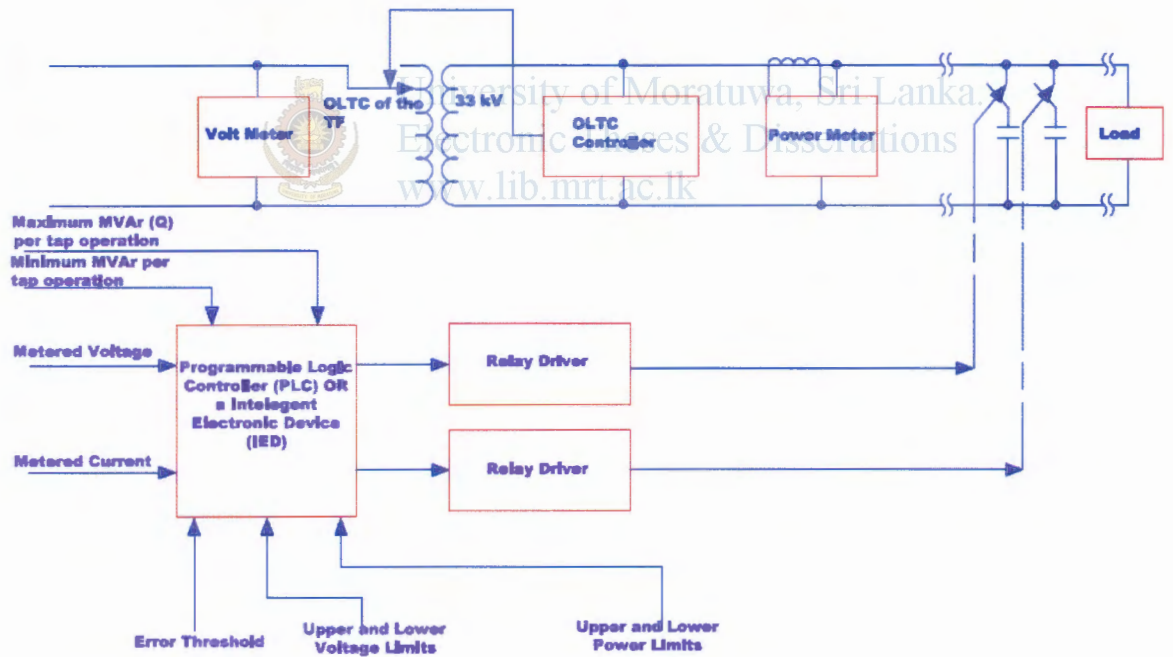 University of Moratuwa, Sri Lanka.
Electronic Theses & Dissertations
www.lib.mrt.ac.lk
Volt Meter
OLTC of the
TF
33 kV
OLTC
Controller
Power Meter
Load
Maximum MVAr (Q)
per tap operation
Minimum MVAr per
tap operation
Metered Voltage
Metered Current
Programmable Logic
Controller (PLC) OR
a Intelegent
Electronic Device
(IED)
Relay Driver
Relay Driver
Error Threshold
Upper and Lower
Voltage Limits
Upper and Lower
Power Limits